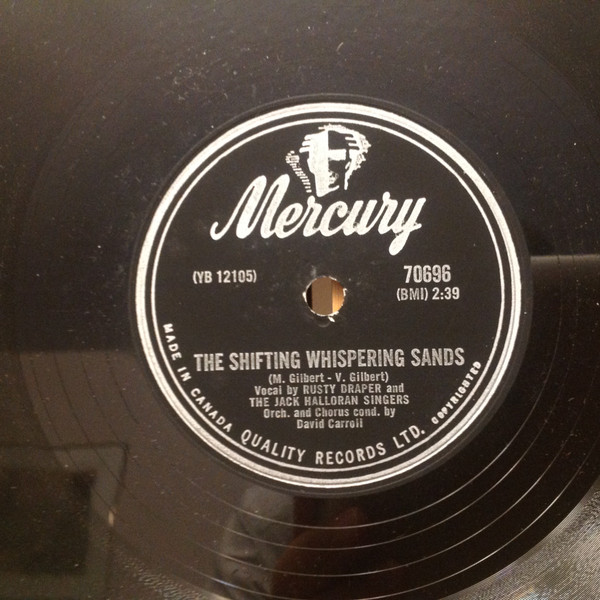 Mercury
(YB 12105)
70696
(BMI) 2:39
THE SHIFTING WHISPERING SANDS
(M. Gilbert - V. Gilbert)
Vocal by RUSTY DRAPER and
THE JACK HALLORAN SINGERS
Orch. and Chorus cond. by
David Carroll
MADE IN CANADA QUALITY RECORDS LTD. COPYRIGHTED